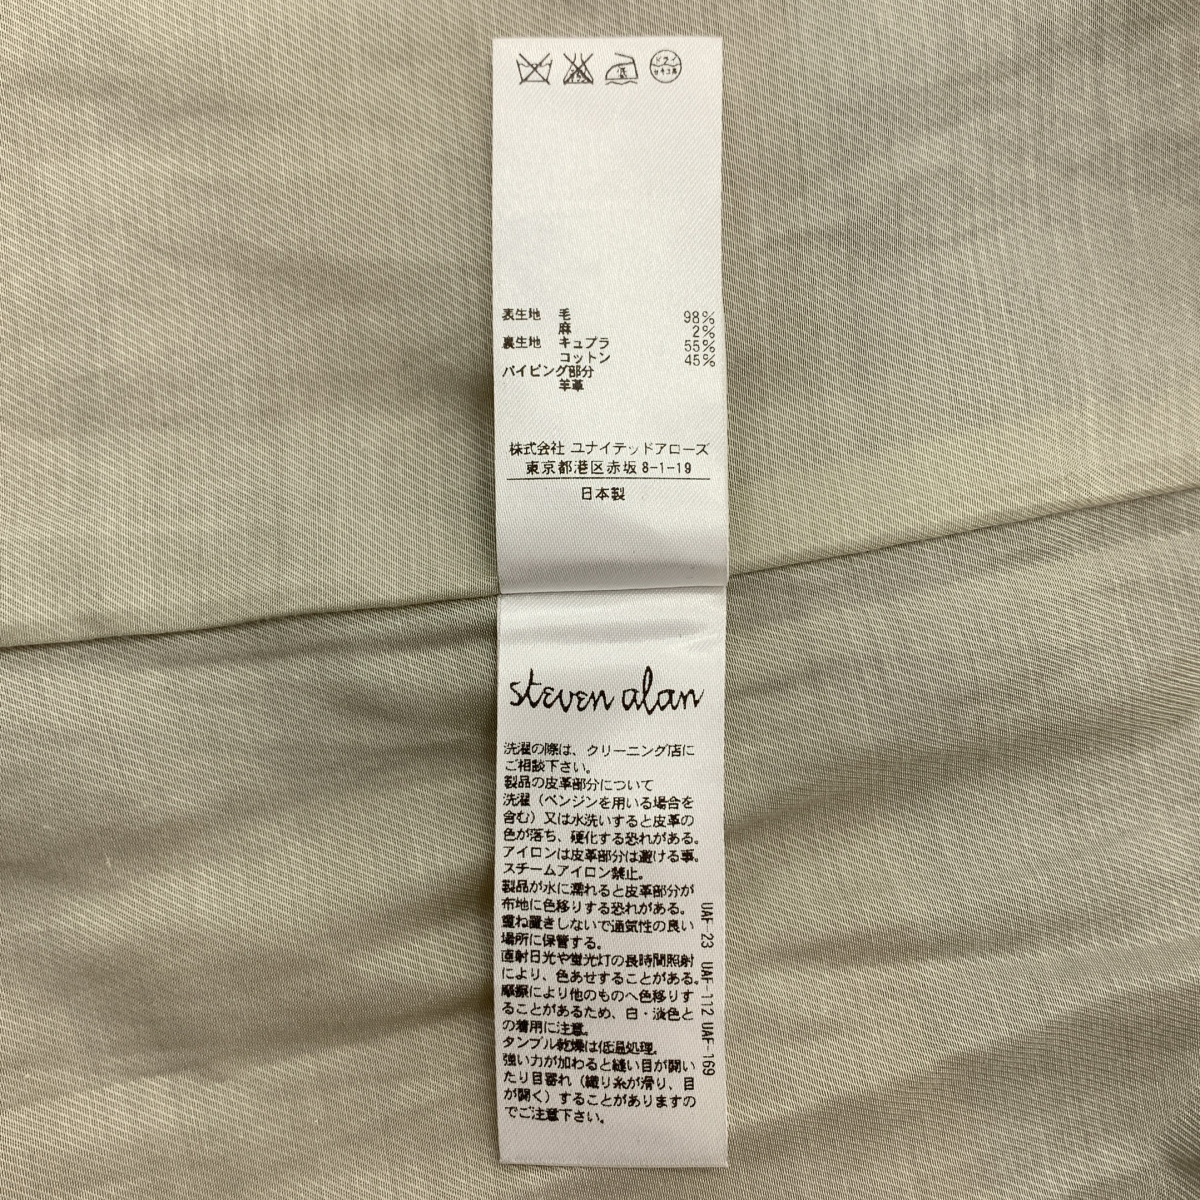 低
ドライ
セキユ系
表生地 毛 98%
麻 2%
裏生地 キュプラ 55%
コットン 45%
パイピング部分
羊革
株式会社 ユナイテッドアローズ
東京都港区赤坂8-1-19
日本製
steven alan
洗濯の際は、クリーニング店に
ご相談下さい。
製品の皮革部分について
洗濯（ベンジンを用いる場合を
含む）又は水洗いすると皮革の
色が落ち、硬化する恐れがある。
アイロンは皮革部分は避ける事。
スチームアイロン禁止。
製品が水に濡れると皮革部分が
布地に色移りする恐れがある。
重ね置きしないで通気性の良い
場所に保管する。
直射日光や蛍光灯の長時間照射
により、色あせすることがある。
摩擦により他のものへ色移りす
ることがあるため、白・淡色と
の着用に注意。
タンブル乾燥は低温処理。
強い力が加わると縫い目が開い
たり目寄れ（織り糸が滑り、目
が開く）することがありますの
でご注意下さい。
UAF 23 UAF-112 UAF-169